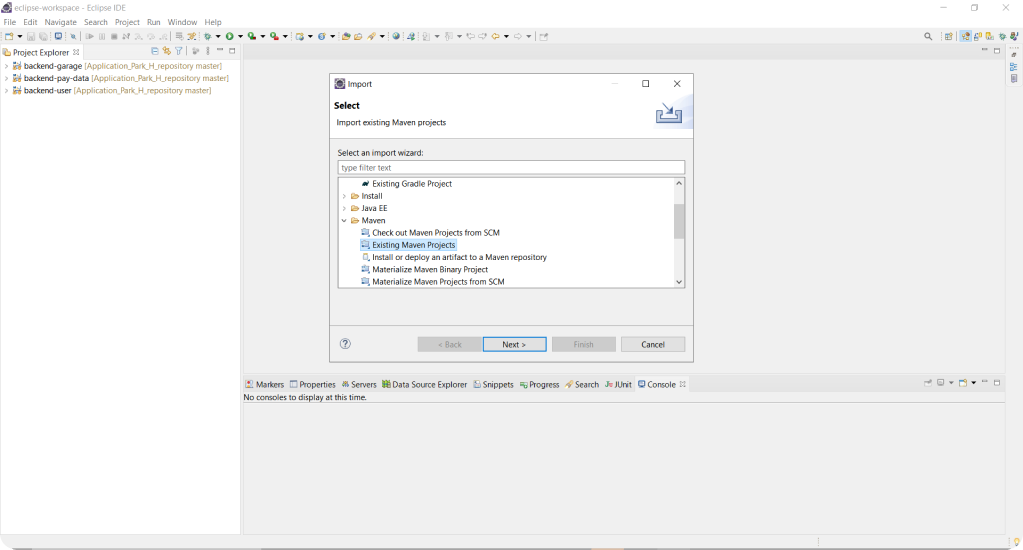 eclipse-workspace - Eclipse IDE
File Edit Navigate Search Project Run Window Help
Project Explorer
backend-garage [Application_Park_H_repository master]
backend-pay-data [Application_Park_H_repository master]
backend-user [Application_Park_H_repository master]
Import
Select
Import existing Maven projects
Select an import wizard:
type filter text
Existing Gradle Project
Install
Java EE
Maven
Check out Maven Projects from SCM
Existing Maven Projects
Install or deploy an artifact to a Maven repository
Materialize Maven Binary Project
Materialize Maven Projects from SCM
< Back Next > Finish Cancel
Markers Properties Servers Data Source Explorer Snippets Progress Search JUnit Console
No consoles to display at this time.